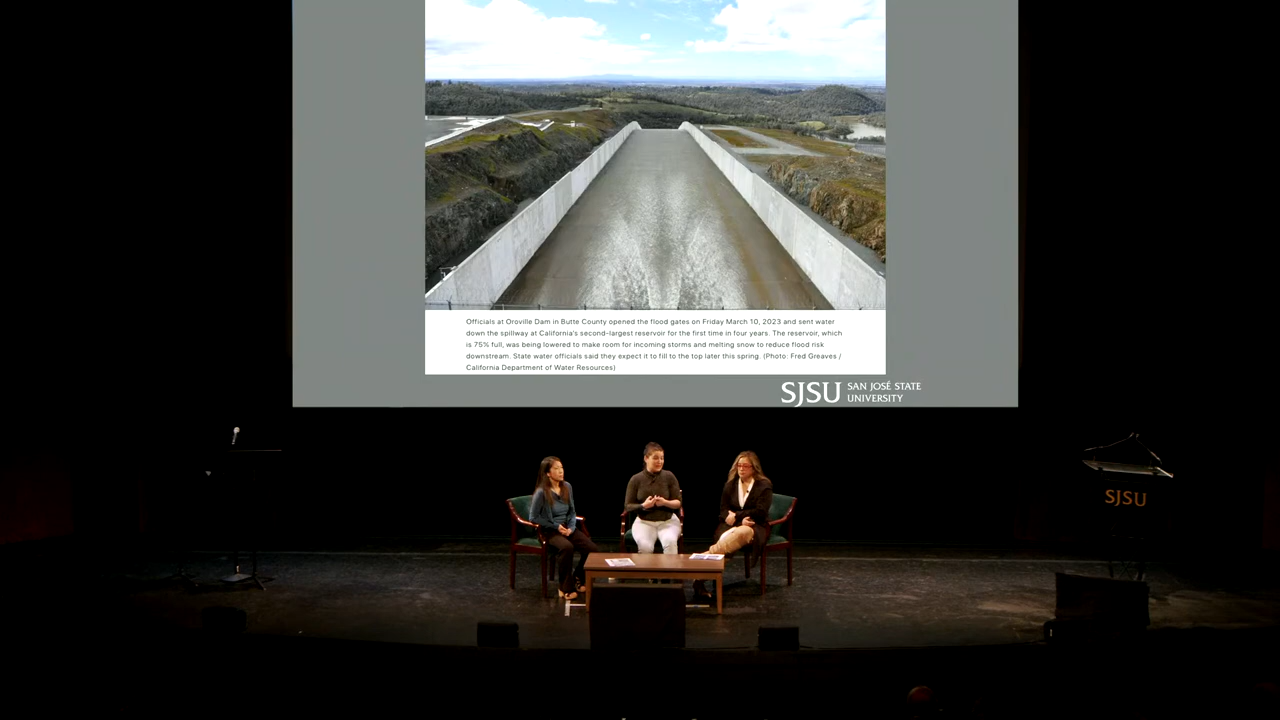 Officials at Oroville Dam in Butte County opened the flood gates on Friday March 10, 2023 and sent water
down the spillway at California's second-largest reservoir for the first time in four years. The reservoir, which
is 75% full, was being lowered to make room for incoming storms and melting snow to reduce flood risk
downstream. State water officials said they expect it to fill to the top later this spring. (Photo: Fred Greaves /
California Department of Water Resources)
SJSU SAN JOSÉ STATE
UNIVERSITY
SJSU